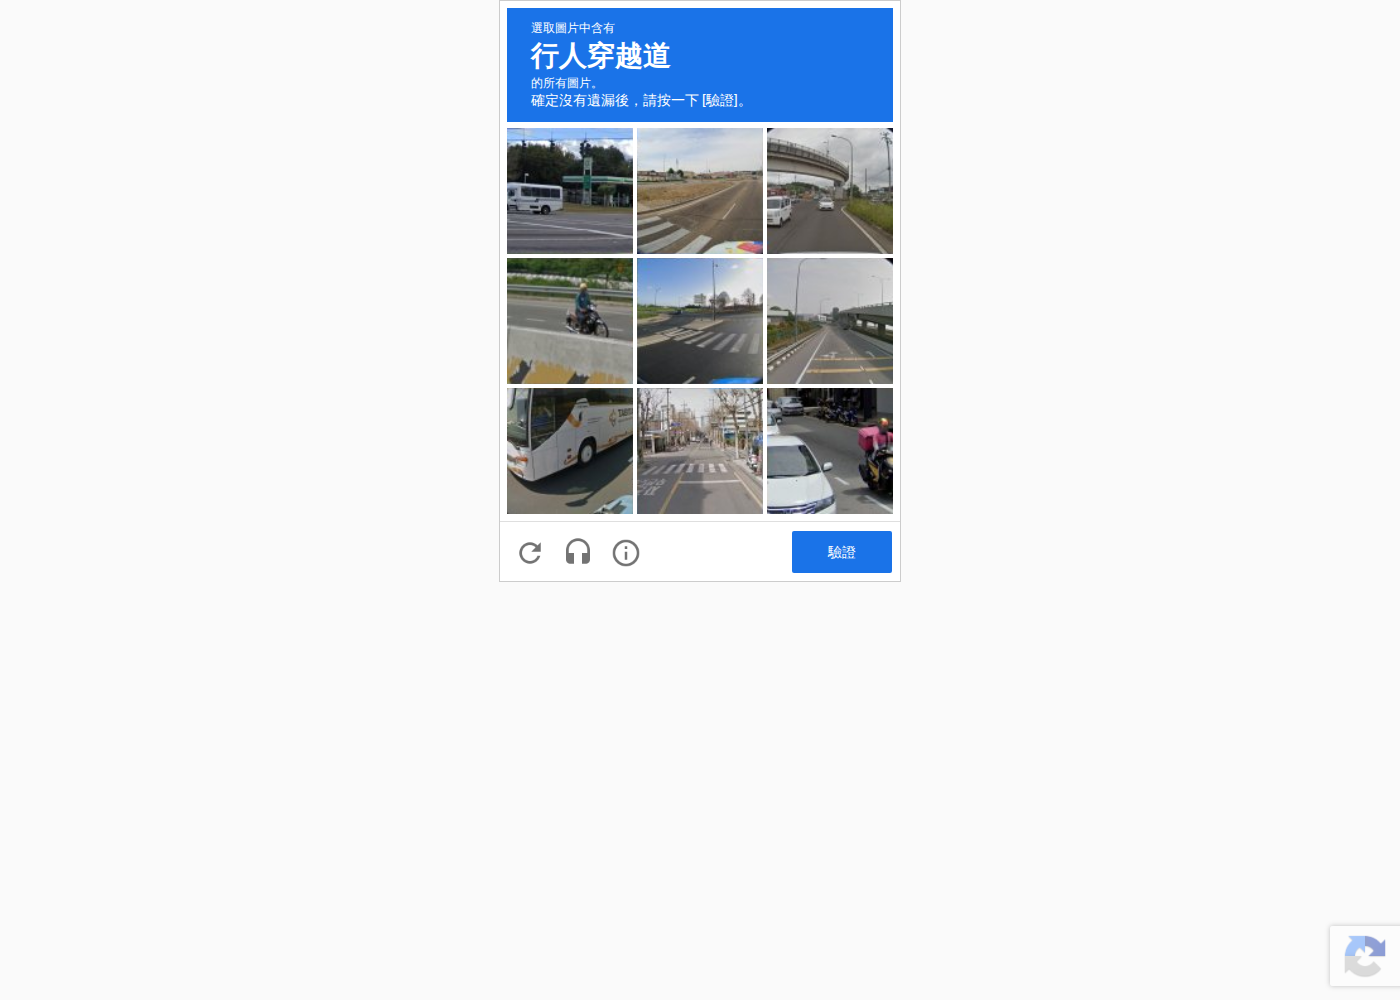 選取圖片中含有
行人穿越道
的所有圖片。
確定沒有遺漏後，請按一下 [驗證]。
驗證